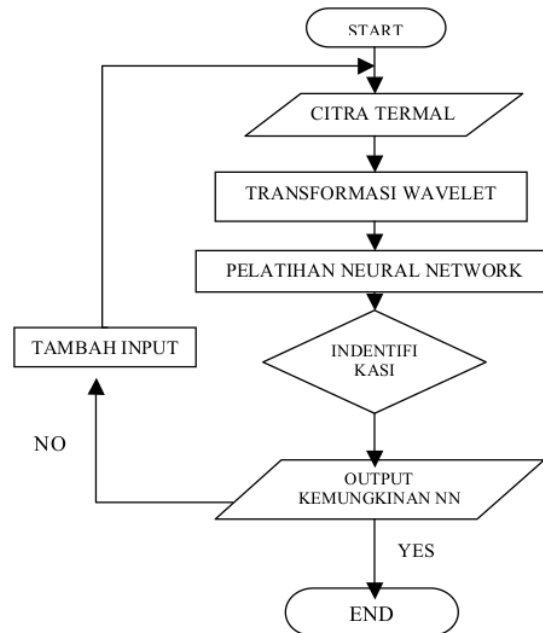 START
CITRA TERMAL
TRANSFORMASI WAVELET
PELATIHAN NEURAL NETWORK
TAMBAH INPUT
INDENTIFI
KASI
NO
OUTPUT
KEMUNGKINAN NN
YES
END